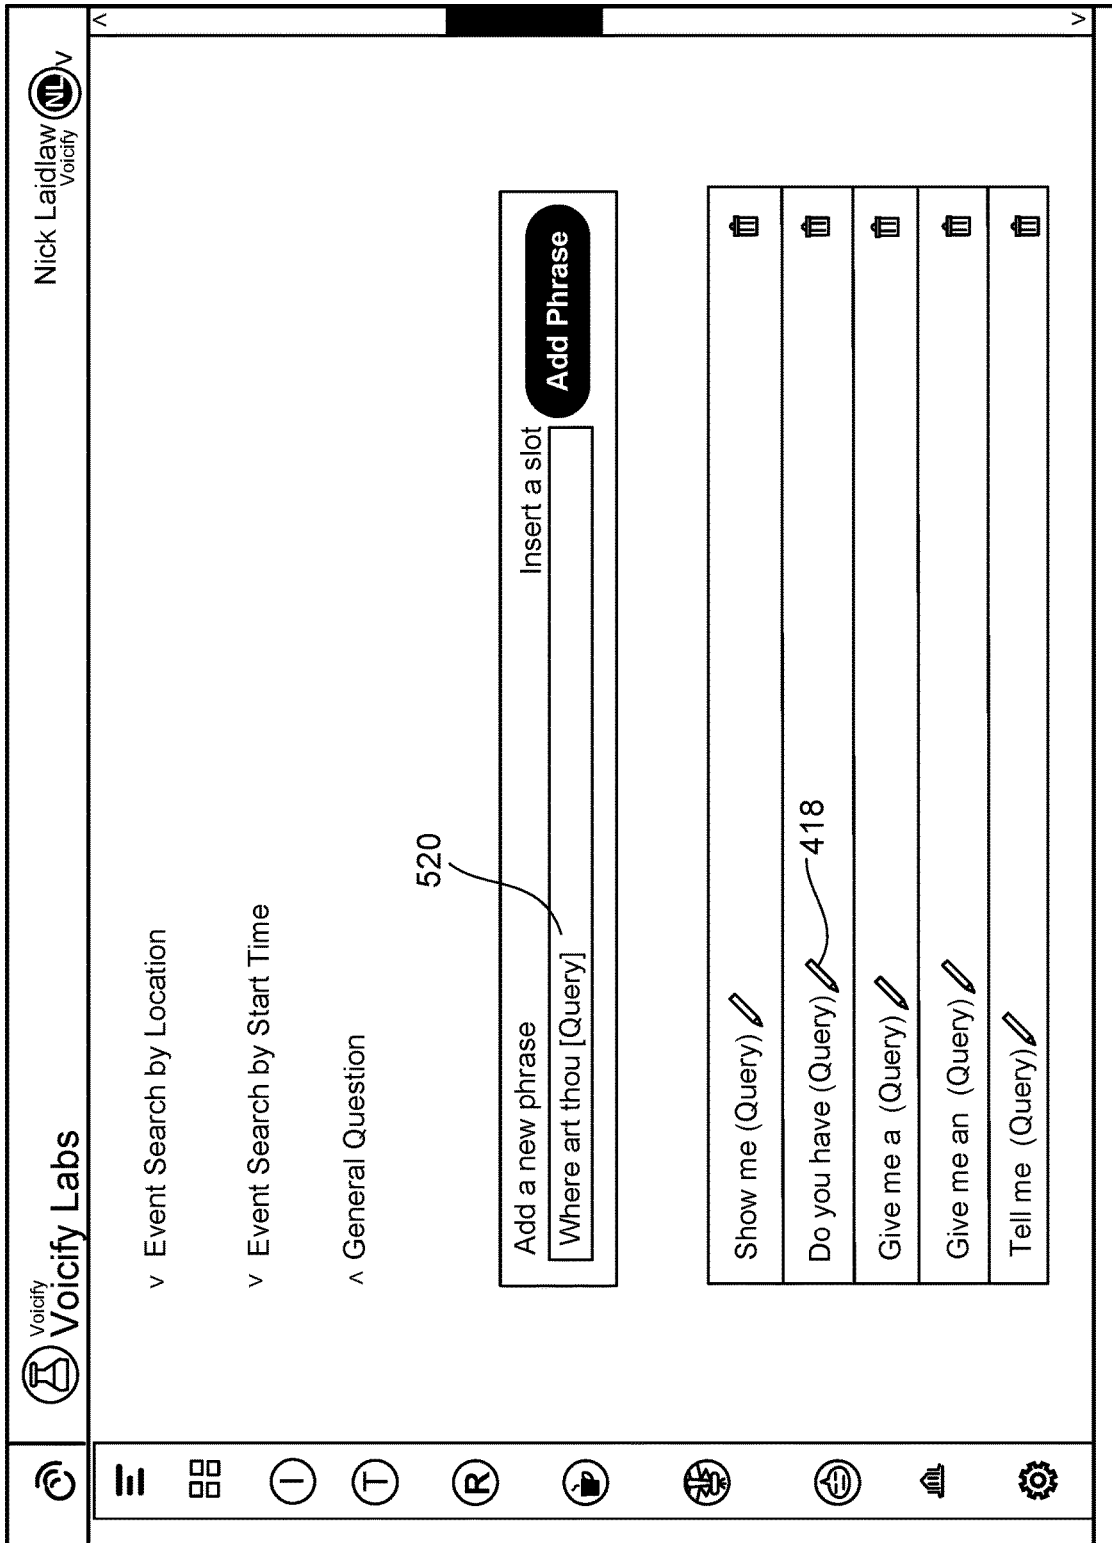 Voicify
Voicify Labs
Nick Laidlaw
Voicify
NL
v Event Search by Location
v Event Search by Start Time
^ General Question
520
Add a new phrase
Insert a slot
Where art thou [Query]
Add Phrase
Show me (Query)
Do you have (Query)
418
Give me a (Query)
Give me an (Query)
Tell me (Query)
I
T
R